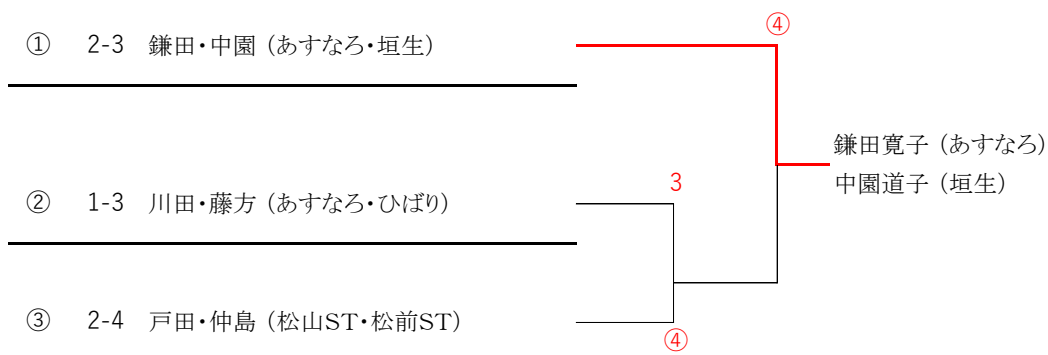 ④
① 2-3 鎌田・中園（あすなろ・垣生）
鎌田寛子（あすなろ）
3
中園道子（垣生）
② 1-3 川田・藤方（あすなろ・ひばり）
③ 2-4 戸田・仲島（松山ST・松前ST）
④